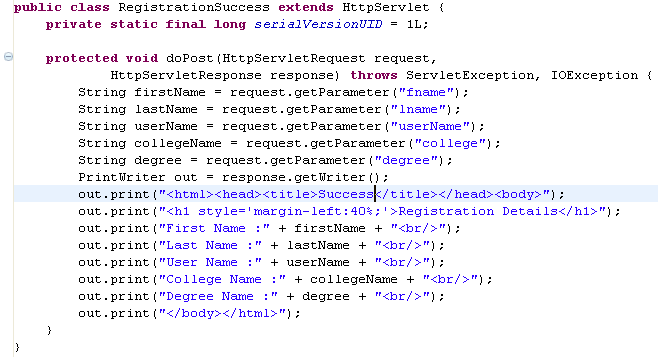 public class RegistrationSuccess extends HttpServlet {
    private static final long serialVersionUID = 1L;
    protected void doPost(HttpServletRequest request,
            HttpServletResponse response) throws ServletException, IOException {
        String firstName = request.getParameter("fname");
        String lastName = request.getParameter("lname");
        String userName = request.getParameter("userName");
        String collegeName = request.getParameter("college");
        String degree = request.getParameter("degree");
        PrintWriter out = response.getWriter();
        out.print("<html><head><title>Success</title></head><body>");
        out.print("<h1 style='margin-left:40%;'>Registration Details</h1>");
        out.print("First Name :" + firstName + "<br/>");
        out.print("Last Name :" + lastName + "<br/>");
        out.print("User Name :" + userName + "<br/>");
        out.print("College Name :" + collegeName + "<br/>");
        out.print("Degree Name :" + degree + "<br/>");
        out.print("</body></html>");
    }
}